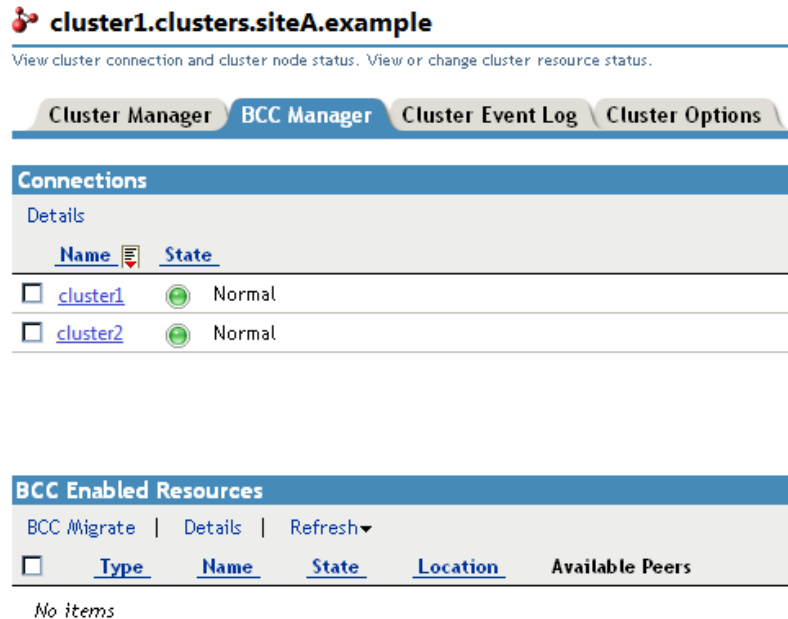 cluster1.clusters.siteA.example
View cluster connection and cluster node status. View or change cluster resource status.
Cluster Manager BCC Manager Cluster Event Log Cluster Options
Connections
Details
Name State
cluster1 Normal
cluster2 Normal
BCC Enabled Resources
BCC Migrate | Details | Refresh
Type Name State Location Available Peers
No items